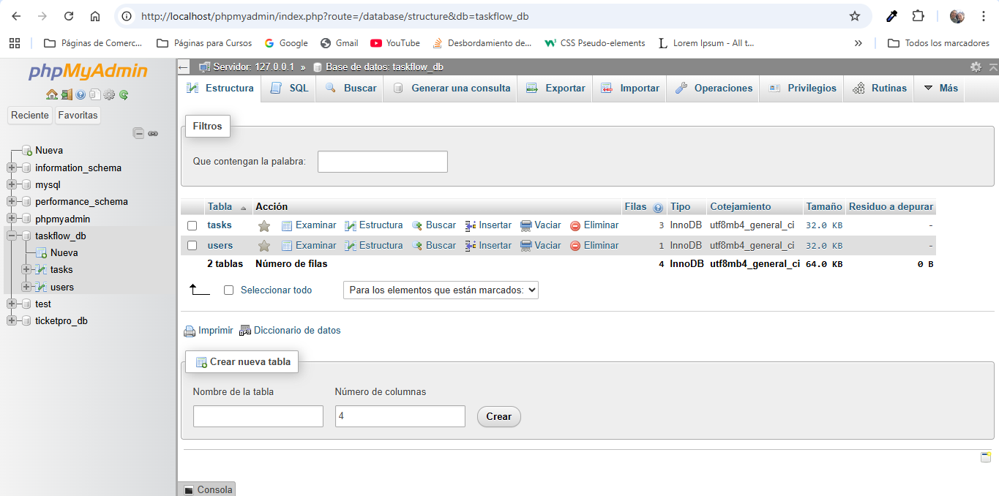 http://localhost/phpmyadmin/index.php?route=/database/structure&db=taskflow_db
Páginas de Comerc... Páginas para Cursos Google Gmail YouTube Desbordamiento de... CSS Pseudo-elements Lorem Ipsum - All t... » Todos los marcadores
phpMyAdmin
Reciente Favoritas
Nueva
information_schema
mysql
performance_schema
phpmyadmin
taskflow_db
Nueva
tasks
users
test
ticketpro_db
Servidor: 127.0.0.1 » Base de datos: taskflow_db
Estructura SQL Buscar Generar una consulta Exportar Importar Operaciones Privilegios Rutinas Más
Filtros
Que contengan la palabra:
Tabla Acción Filas Tipo Cotejamiento Tamaño Residuo a depurar
tasks Examinar Estructura Buscar Insertar Vaciar Eliminar 3 InnoDB utf8mb4_general_ci 32.0 KB -
users Examinar Estructura Buscar Insertar Vaciar Eliminar 1 InnoDB utf8mb4_general_ci 32.0 KB -
2 tablas Número de filas 4 InnoDB utf8mb4_general_ci 64.0 KB 0 B
Seleccionar todo Para los elementos que están marcados:
Imprimir Diccionario de datos
Crear nueva tabla
Nombre de la tabla Número de columnas
4 Crear
Consola